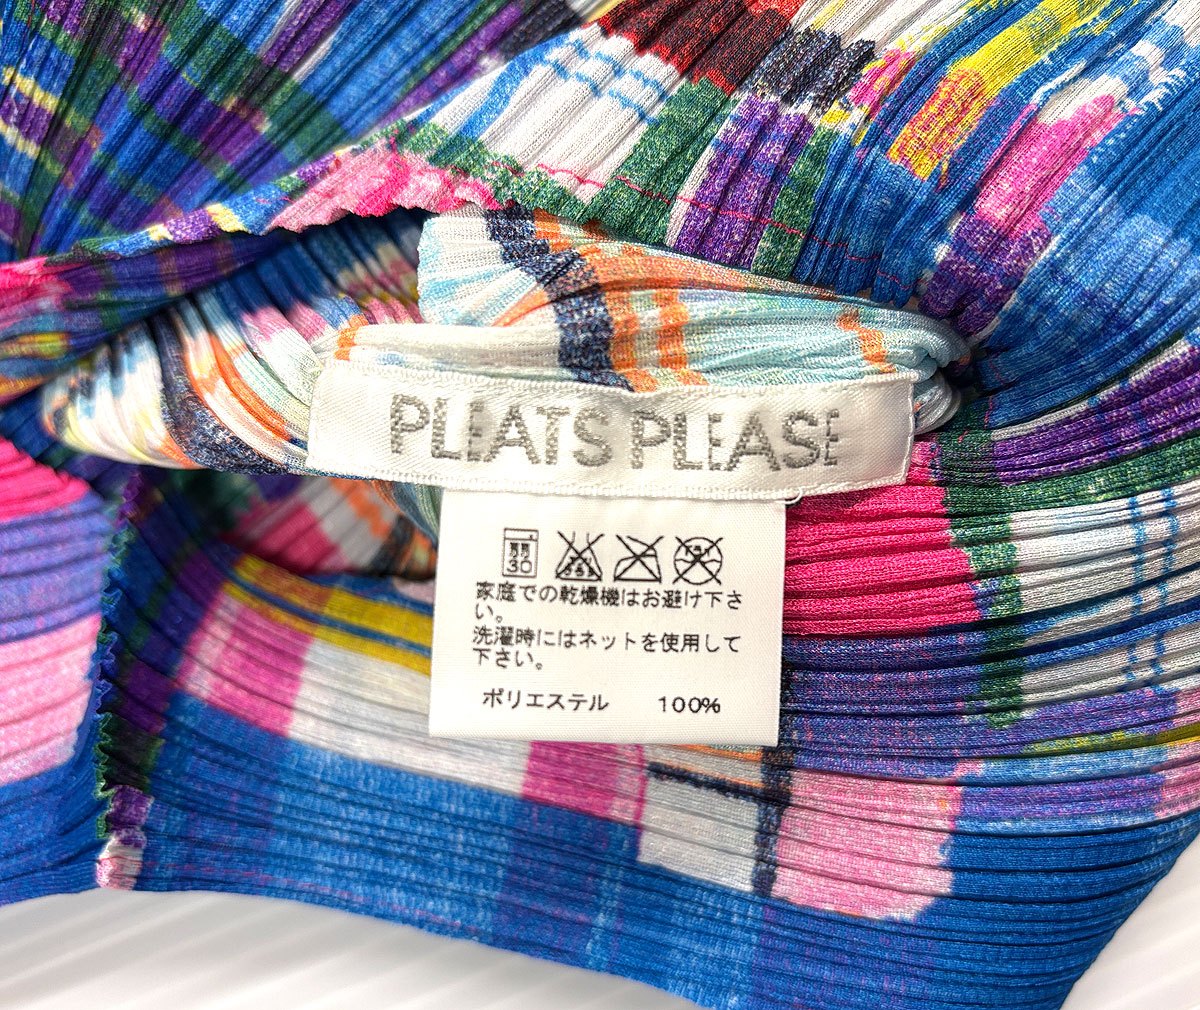 PLEATS PLEASE
30
家庭での乾燥機はお避け下さ
い。
洗濯時にはネットを使用して
下さい。
ポリエステル 100%